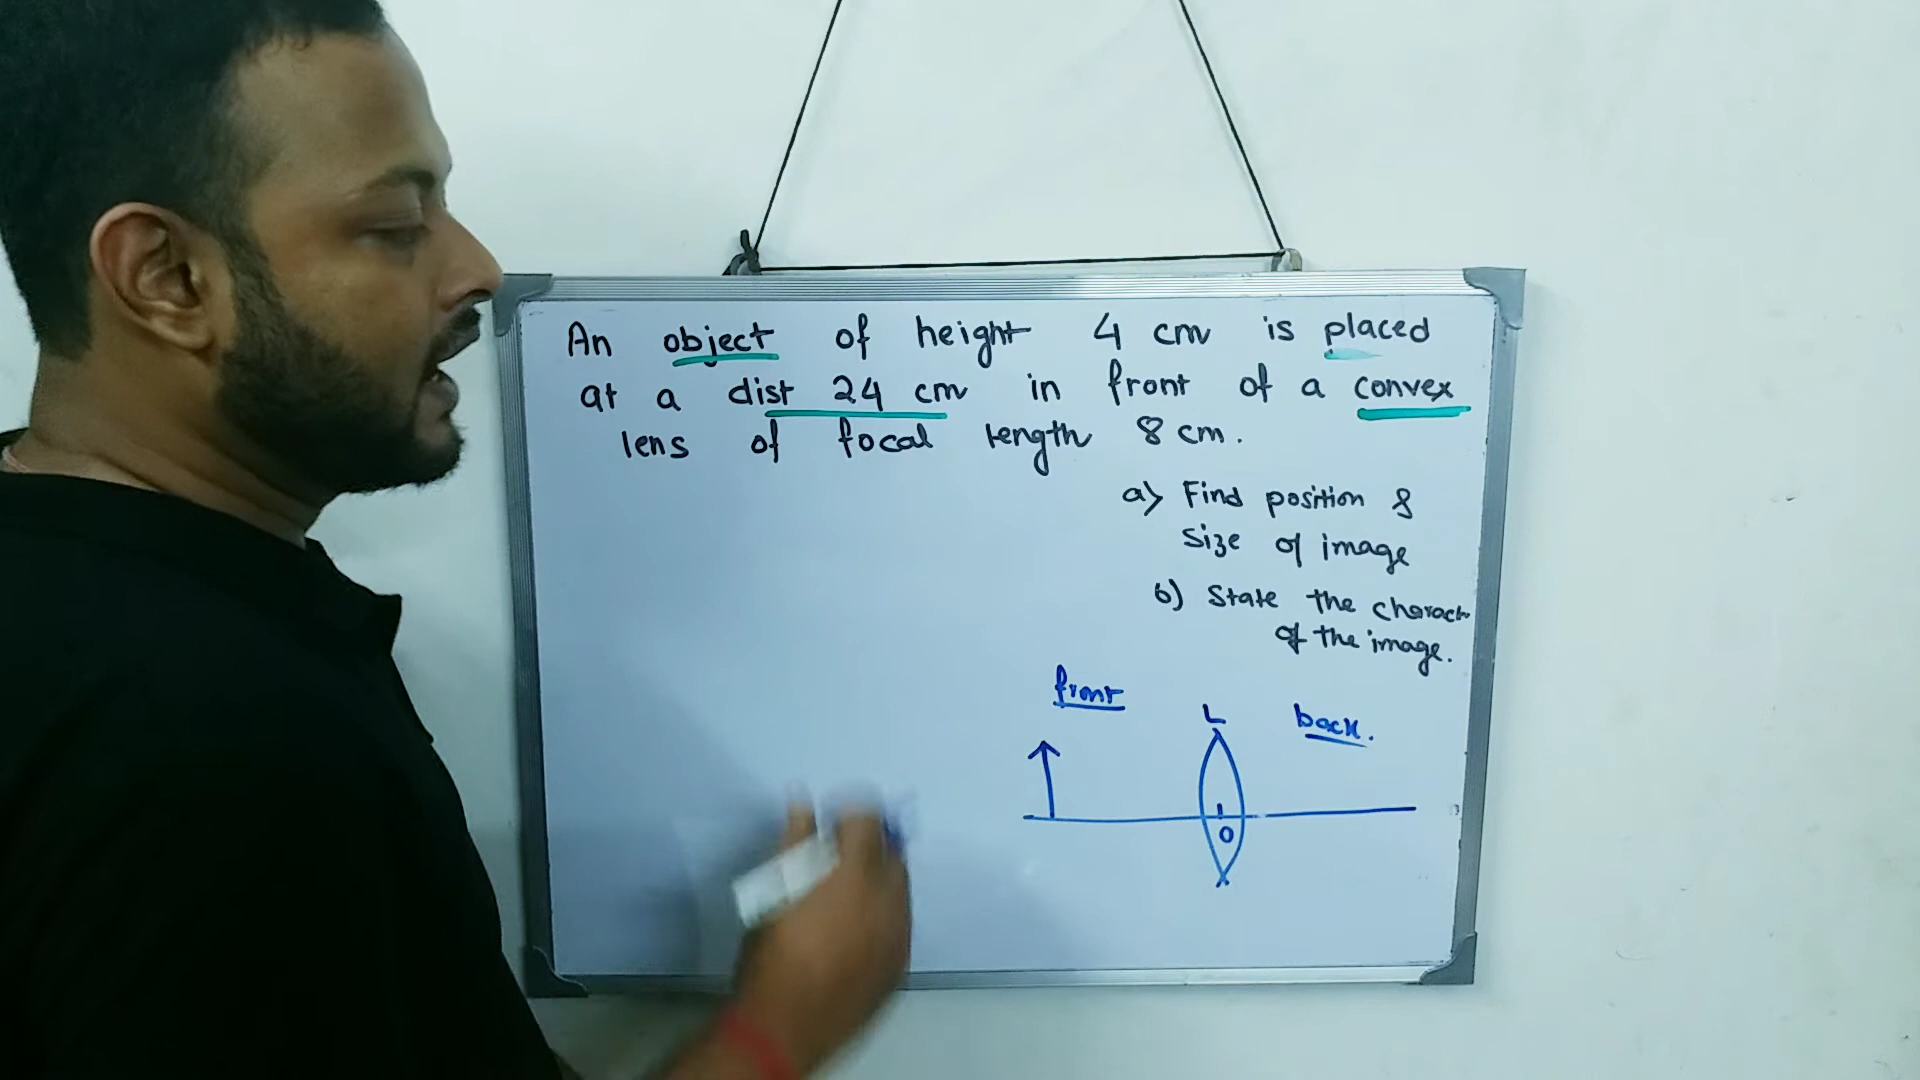 An object of height 4 cm is placed
at a dist 24 cm in front of a convex
lens of focal length 8 cm.
a) Find position &
size of image
b) State the charact
of the image.
front
L
back.
O